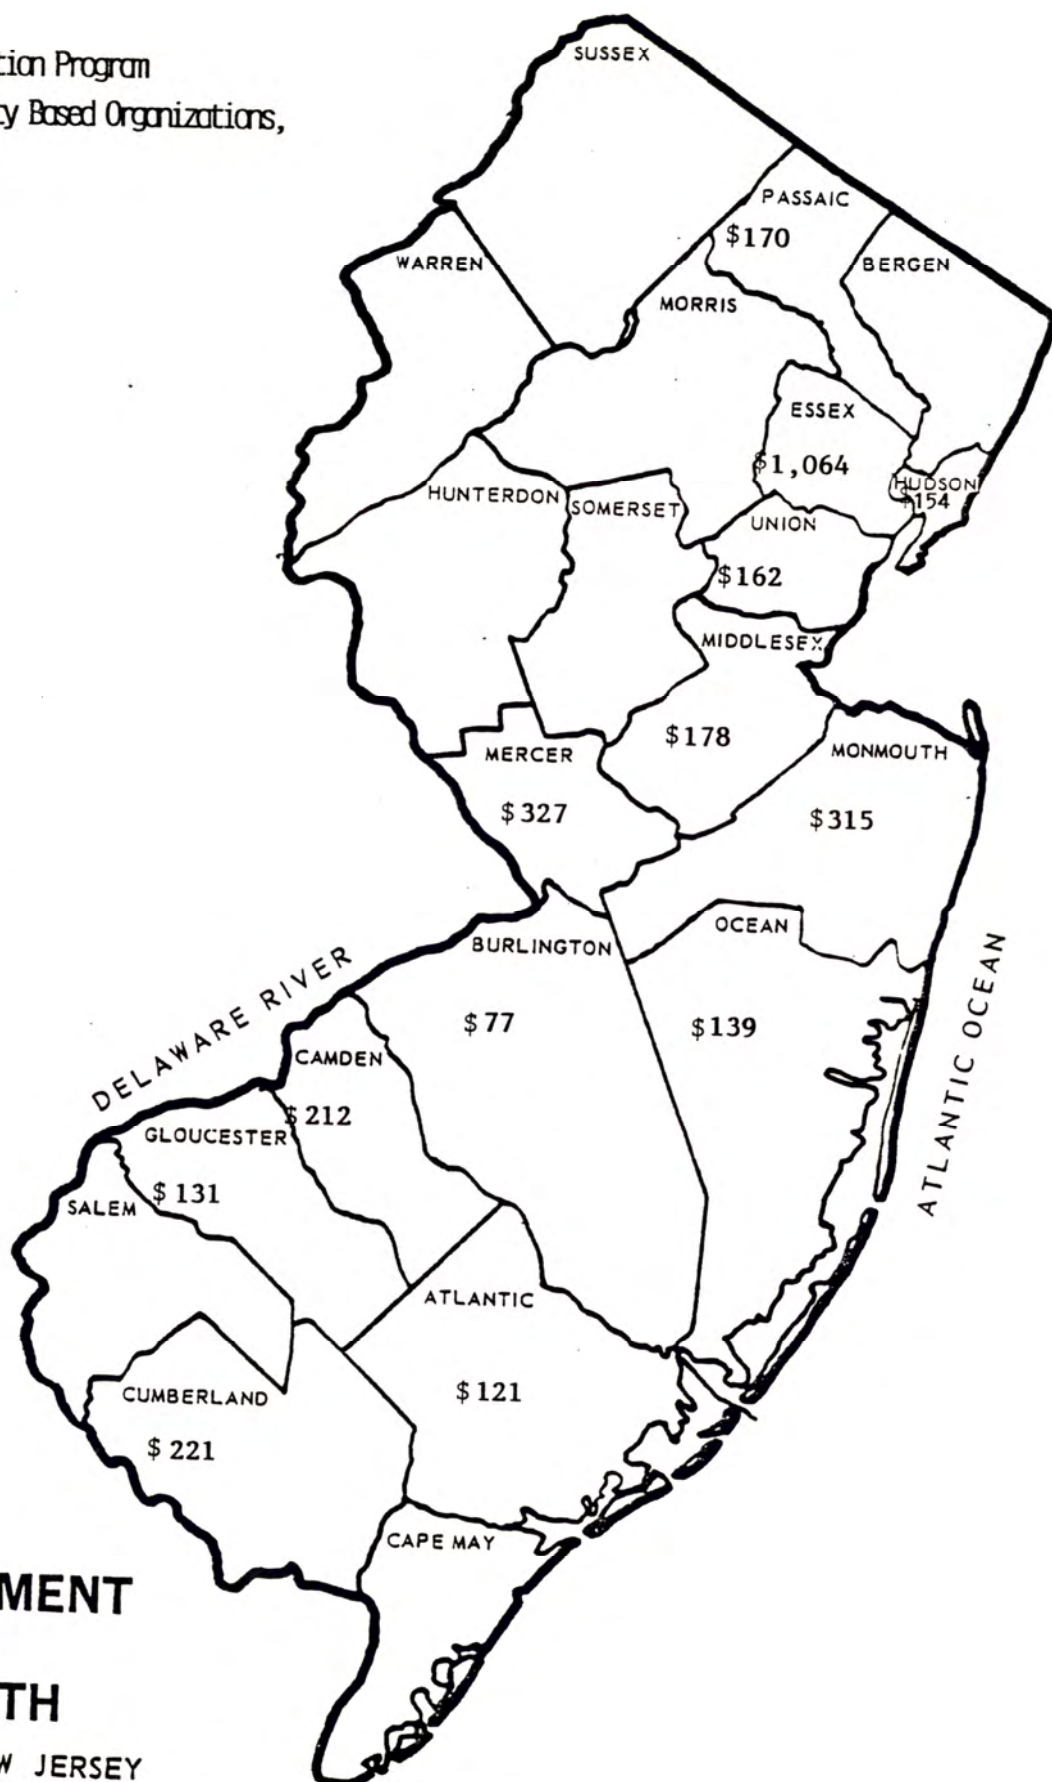 tion Program
ty Based Organizations,
SUSSEX
PASSAIC
$170
BERGEN
WARREN
MORRIS
ESSEX
$1,064
HUDSON
$154
HUNTERDON
SOMERSET
UNION
$162
MIDDLESEX
$178
MERCER
$327
MONMOUTH
$315
OCEAN
$139
BURLINGTON
$77
DELAWARE RIVER
ATLANTIC OCEAN
CAMDEN
$212
GLOUCESTER
$131
SALEM
ATLANTIC
$121
CUMBERLAND
$221
CAPE MAY
MENT
TH
W JERSEY